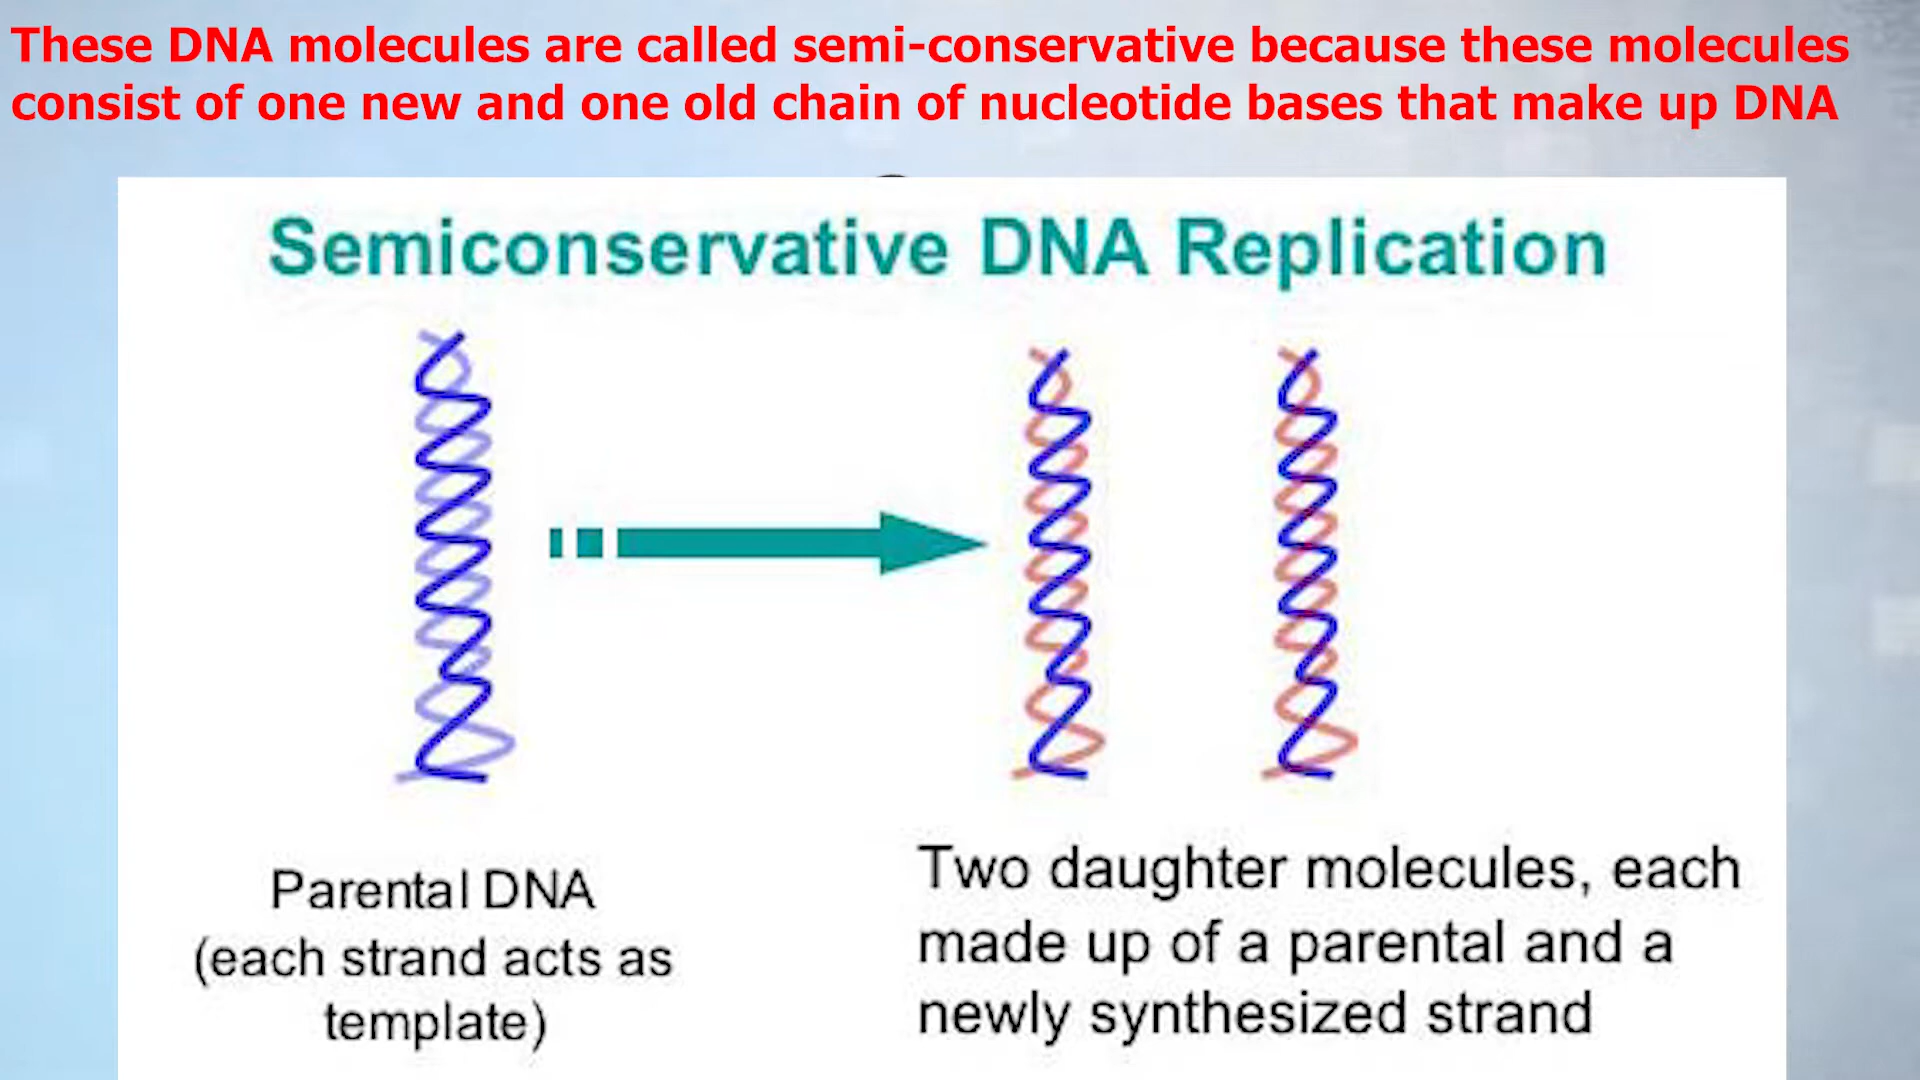 These DNA molecules are called semi-conservative because these molecules
consist of one new and one old chain of nucleotide bases that make up DNA
Semiconservative DNA Replication
Parental DNA
(each strand acts as
template)
Two daughter molecules, each
made up of a parental and a
newly synthesized strand